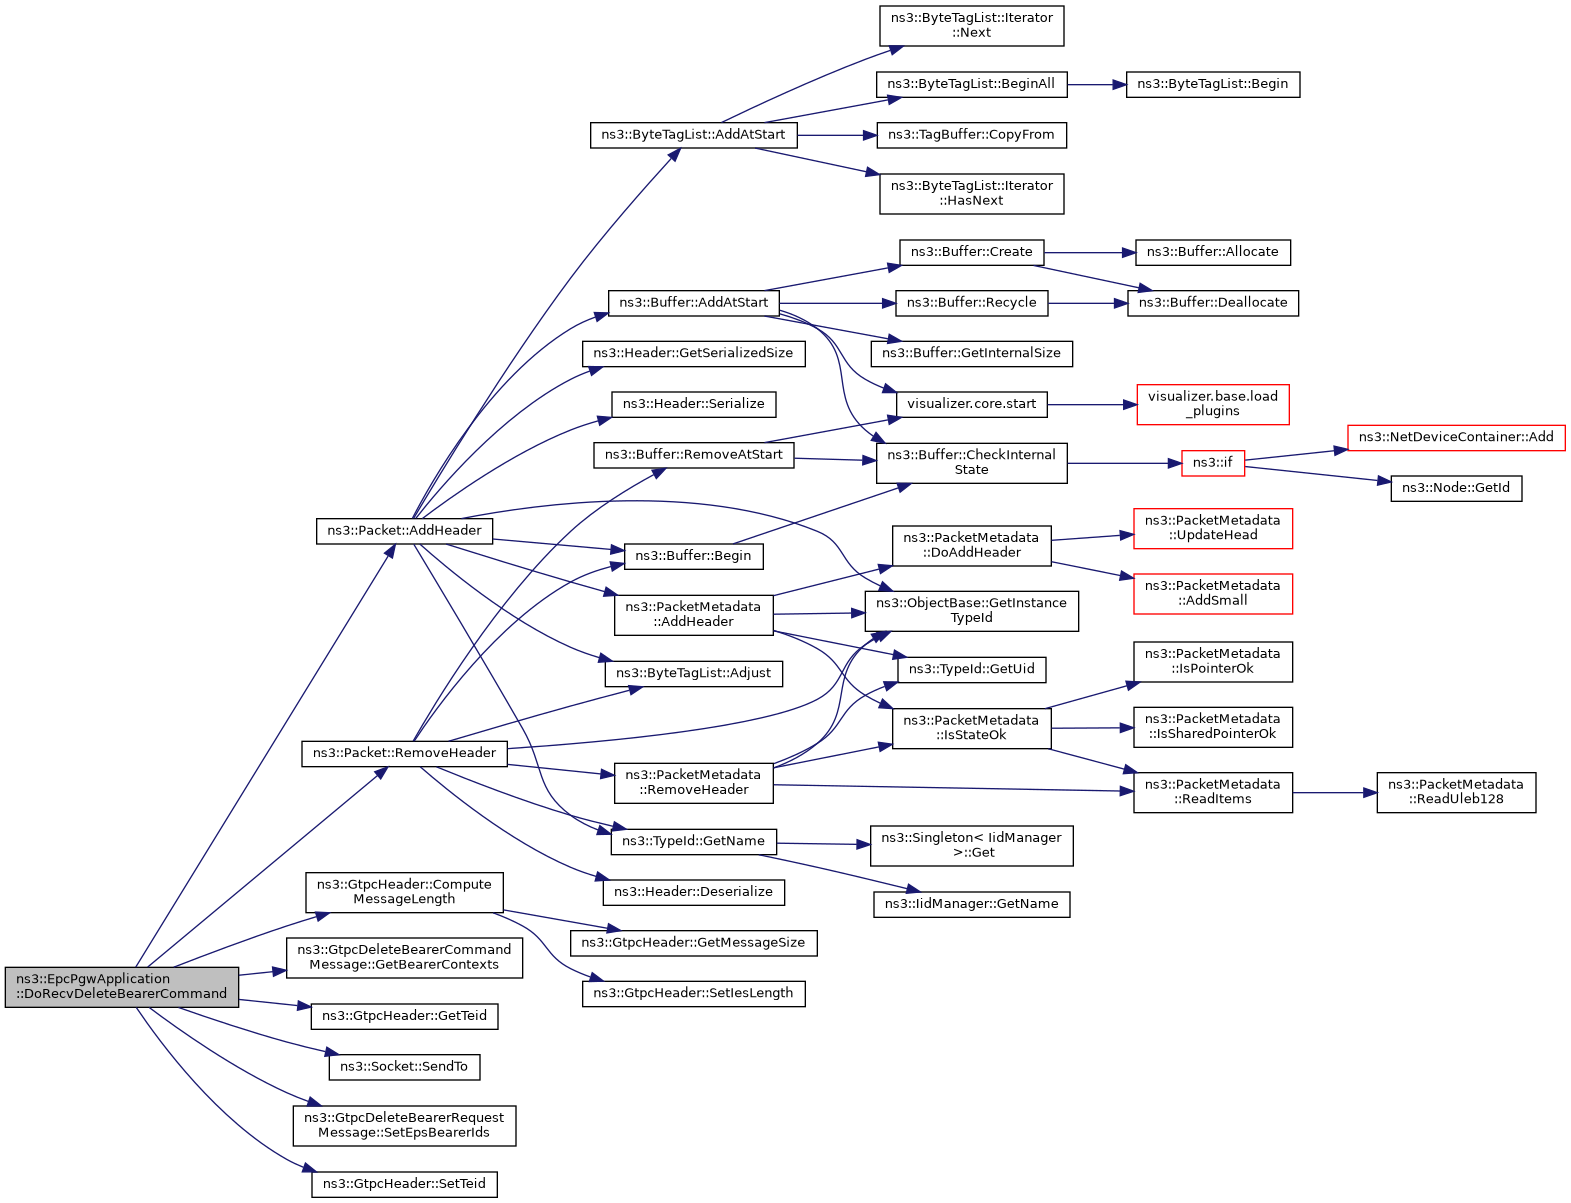 ns3::ByteTagList::Iterator
::Next
ns3::ByteTagList::BeginAll
ns3::ByteTagList::Begin
ns3::ByteTagList::AddAtStart
ns3::TagBuffer::CopyFrom
ns3::ByteTagList::Iterator
::HasNext
ns3::Buffer::Create
ns3::Buffer::Allocate
ns3::Buffer::AddAtStart
ns3::Buffer::Recycle
ns3::Buffer::Deallocate
ns3::Header::GetSerializedSize
ns3::Buffer::GetInternalSize
ns3::Header::Serialize
visualizer.core.start
visualizer.base.load
_plugins
ns3::NetDeviceContainer::Add
ns3::Buffer::RemoveAtStart
ns3::Buffer::CheckInternal
State
ns3::if
ns3::Node::GetId
ns3::Packet::AddHeader
ns3::Buffer::Begin
ns3::PacketMetadata
::DoAddHeader
ns3::PacketMetadata
::UpdateHead
ns3::PacketMetadata
::AddSmall
ns3::PacketMetadata
::AddHeader
ns3::ObjectBase::GetInstance
TypeId
ns3::ByteTagList::Adjust
ns3::TypeId::GetUid
ns3::PacketMetadata
::IsPointerOk
ns3::PacketMetadata
::IsStateOk
ns3::PacketMetadata
::IsSharedPointerOk
ns3::Packet::RemoveHeader
ns3::PacketMetadata
::RemoveHeader
ns3::PacketMetadata
::ReadItems
ns3::PacketMetadata
::ReadUleb128
ns3::TypeId::GetName
ns3::Singleton< IidManager
>::Get
ns3::Header::Deserialize
ns3::IidManager::GetName
ns3::GtpcHeader::Compute
MessageLength
ns3::GtpcHeader::GetMessageSize
ns3::GtpcDeleteBearerCommand
Message::GetBearerContexts
ns3::EpcPgwApplication
::DoRecvDeleteBearerCommand
ns3::GtpcHeader::SetIesLength
ns3::GtpcHeader::GetTeid
ns3::Socket::SendTo
ns3::GtpcDeleteBearerRequest
Message::SetEpsBearerIds
ns3::GtpcHeader::SetTeid